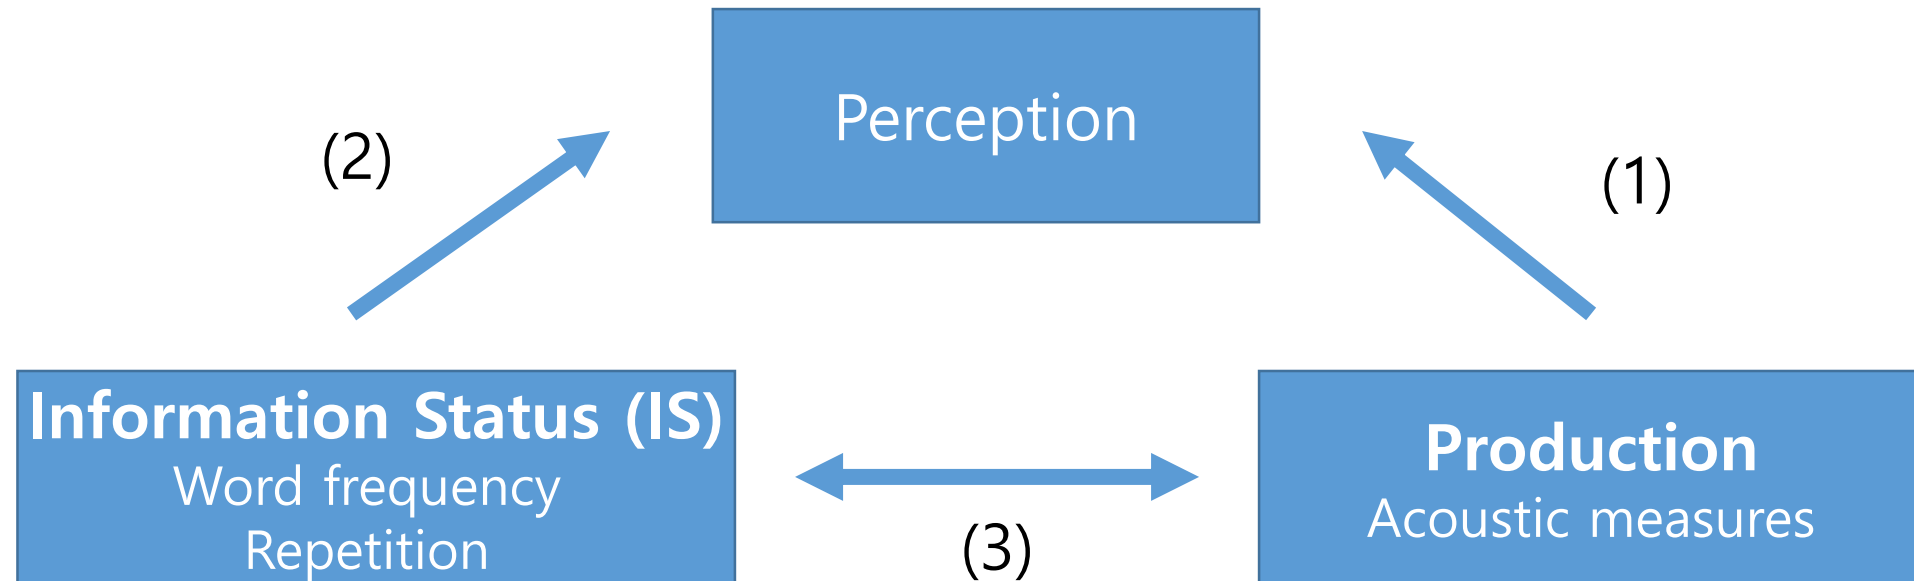 Perception
(2)
(1)
Information Status (IS)
Word frequency
Repetition
Production
Acoustic measures
(3)